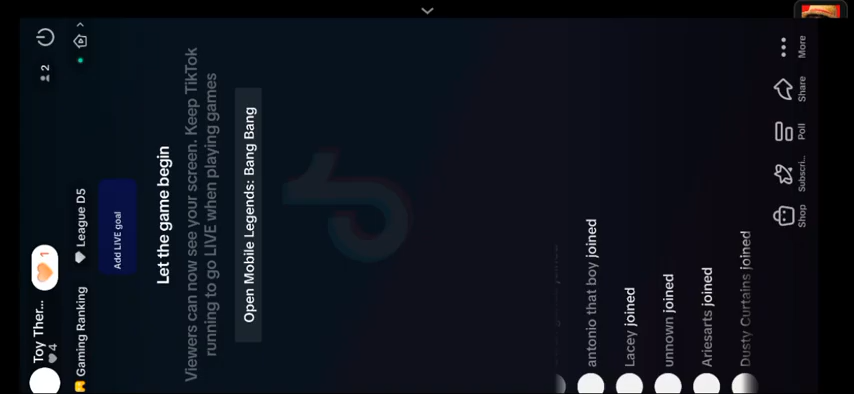 Toy Ther...
4
1
2
Gaming Ranking
League D5
Add LIVE goal
Let the game begin
Viewers can now see your screen. Keep TikTok
running to go LIVE when playing games
Open Mobile Legends: Bang Bang
antonio that boy joined
Lacey joined
unnown joined
Ariesarts joined
Dusty Curtains joined
Shop
Subscri...
Poll
Share
More